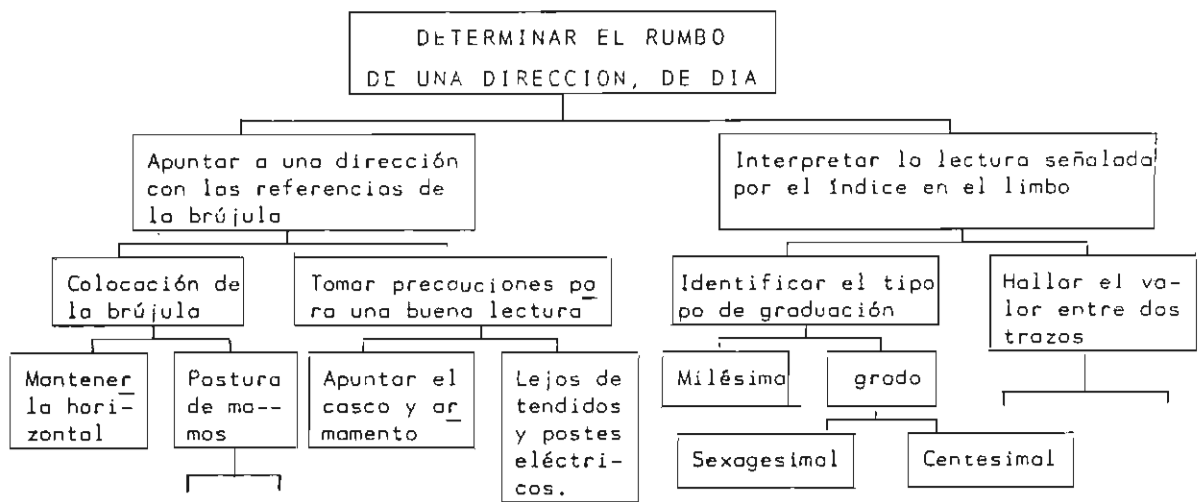 DETERMINAR EL RUMBO
DE UNA DIRECCION, DE DIA
Apuntar a una dirección
con las referencias de
la brújula
Interpretar la lectura señalada
por el índice en el limbo
Colocación de
la brújula
Tomar precauciones pa
ra una buena lectura
Identificar el tipo
po de graduación
Hallar el va-
lor entre dos
trazos
Mantener
la hori-
zontal
Postura
de ma--
mos
Apuntar el
casco y ar
mamento
Lejos de
tendidos
y postes
eléctri-
cos.
Milésima
grado
Sexagesimal
Centesimal